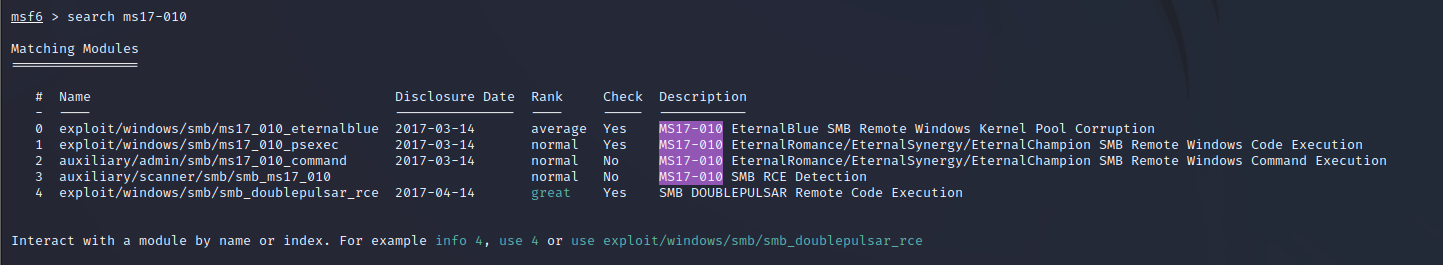 msf6 > search ms17-010
Matching Modules
================
# Name Disclosure Date Rank Check Description
- ---- --------------- ---- ----- -----------
0 exploit/windows/smb/ms17_010_eternalblue 2017-03-14 average Yes MS17-010 EternalBlue SMB Remote Windows Kernel Pool Corruption
1 exploit/windows/smb/ms17_010_psexec 2017-03-14 normal Yes MS17-010 EternalRomance/EternalSynergy/EternalChampion SMB Remote Windows Code Execution
2 auxiliary/admin/smb/ms17_010_command 2017-03-14 normal No MS17-010 EternalRomance/EternalSynergy/EternalChampion SMB Remote Windows Command Execution
3 auxiliary/scanner/smb/smb_ms17_010 normal No MS17-010 SMB RCE Detection
4 exploit/windows/smb/smb_doublepulsar_rce 2017-04-14 great Yes SMB DOUBLEPULSAR Remote Code Execution
Interact with a module by name or index. For example info 4, use 4 or use exploit/windows/smb/smb_doublepulsar_rce